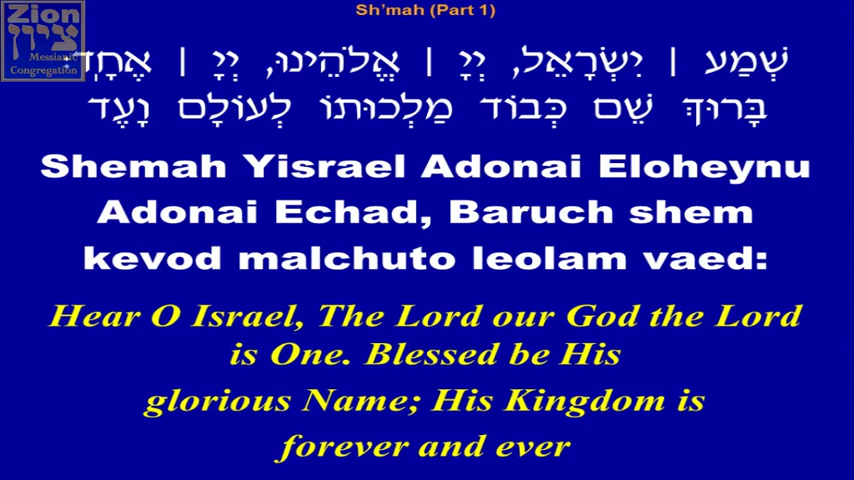 Sh'mah (Part 1)
Zion
ציון
Messianic
Congregation
שְׁמַע | יִשְׂרָאֵל, יְיָ | אֱלֹהֵינוּ, יְיָ | אֶחָד:
בָּרוּךְ שֵׁם כְּבוֹד מַלְכוּתוֹ לְעוֹלָם וָעֶד
Shemah Yisrael Adonai Eloheynu
Adonai Echad, Baruch shem
kevod malchuto leolam vaed:
Hear O Israel, The Lord our God the Lord
is One. Blessed be His
glorious Name; His Kingdom is
forever and ever